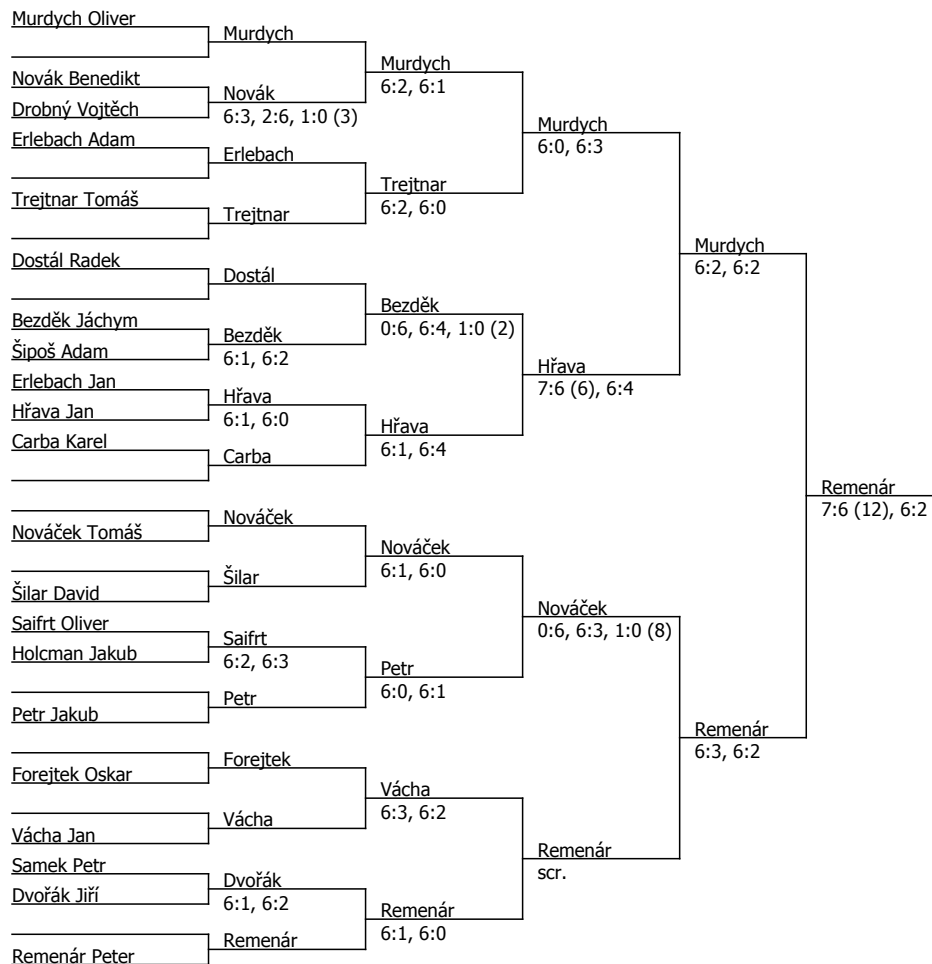 Murdych Oliver
Novák Benedikt
Drobný Vojtěch
Erlebach Adam
Trejtnar Tomáš
Dostál Radek
Bezděk Jáchym
Šipoš Adam
Erlebach Jan
Hřava Jan
Carba Karel
Nováček Tomáš
Šilar David
Saifrt Oliver
Holcman Jakub
Petr Jakub
Forejtek Oskar
Vácha Jan
Samek Petr
Dvořák Jiří
Remenár Peter
Murdych
Novák
6:3, 2:6, 1:0 (3)
Erlebach
Trejtnar
Dostál
Bezděk
6:1, 6:2
Hřava
6:1, 6:0
Carba
Nováček
Šilar
Saifrt
6:2, 6:3
Petr
Forejtek
Vácha
Dvořák
6:1, 6:2
Remenár
Murdych
6:2, 6:1
Trejtnar
6:2, 6:0
Bezděk
0:6, 6:4, 1:0 (2)
Hřava
6:1, 6:4
Nováček
6:1, 6:0
Petr
6:0, 6:1
Vácha
6:3, 6:2
Remenár
6:1, 6:0
Murdych
6:0, 6:3
Hřava
7:6 (6), 6:4
Nováček
0:6, 6:3, 1:0 (8)
Remenár
scr.
Murdych
6:2, 6:2
Remenár
6:3, 6:2
Remenár
7:6 (12), 6:2